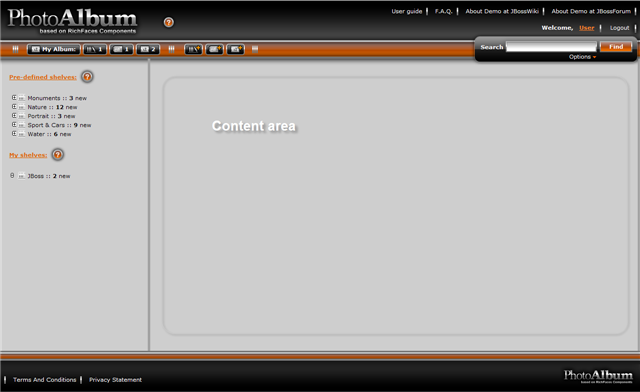 PhotoAlbum
based on RichFaces Components
?
User guide
F.A.Q.
About Demo at JBossWiki
About Demo at JBossForum
Welcome, User
Logout
My Album: 1 1 2
Search
Find
Options
Pre-defined shelves: ?
Monuments :: 3 new
Nature :: 12 new
Portrait :: 3 new
Sport & Cars :: 9 new
Water :: 6 new
My shelves: ?
JBoss :: 2 new
Content area
Terms And Conditions
Privacy Statement
PhotoAlbum
based on RichFaces Components